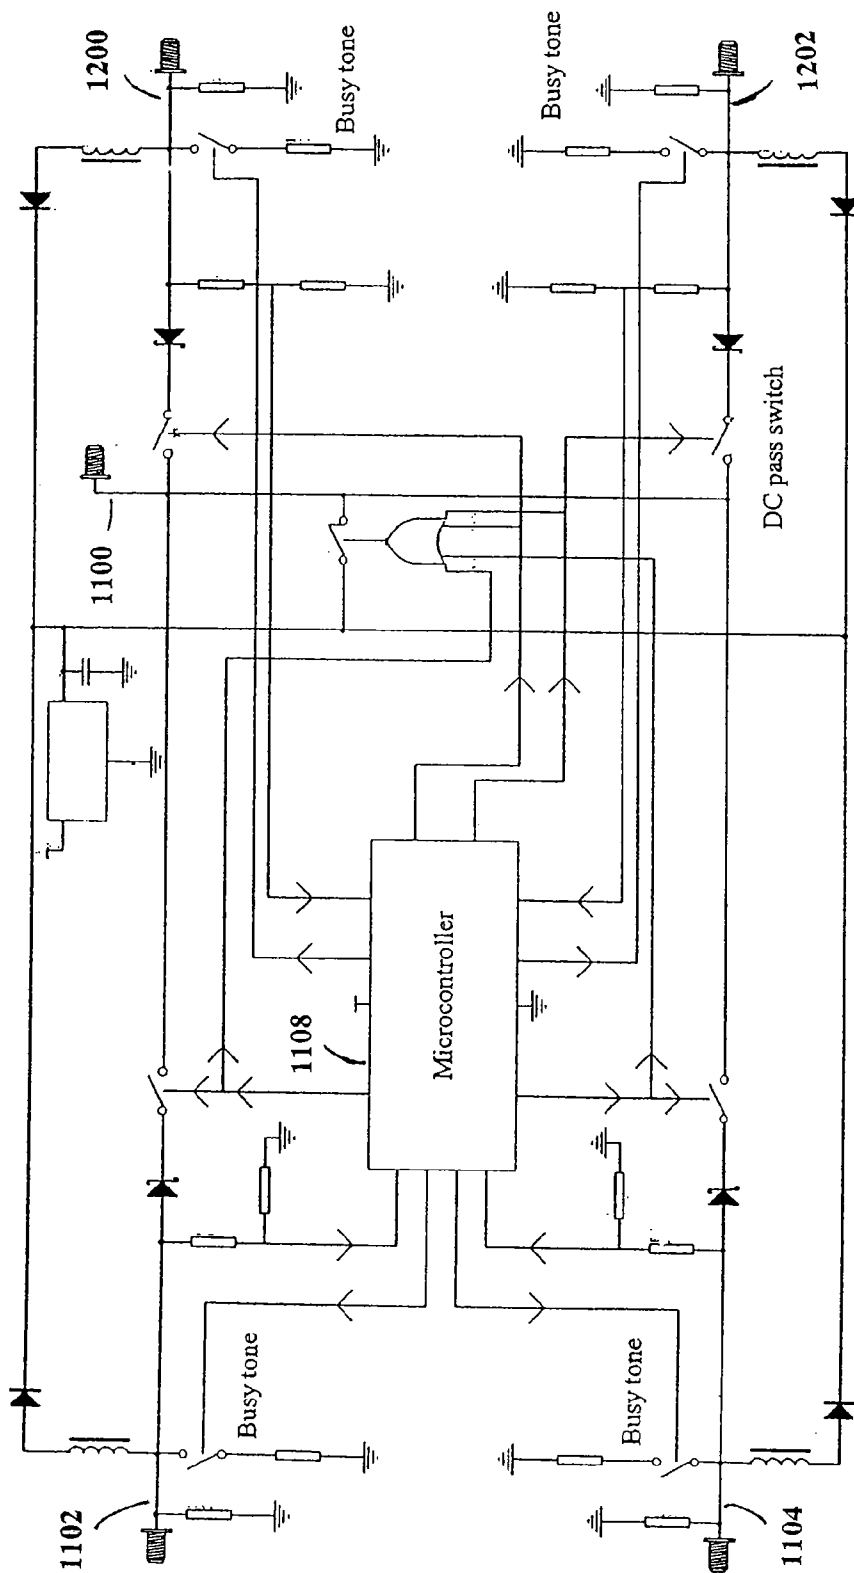 1200
Busy tone
Busy tone
1202
1100
DC pass switch
1108
Microcontroller
1102
Busy tone
Busy tone
1104